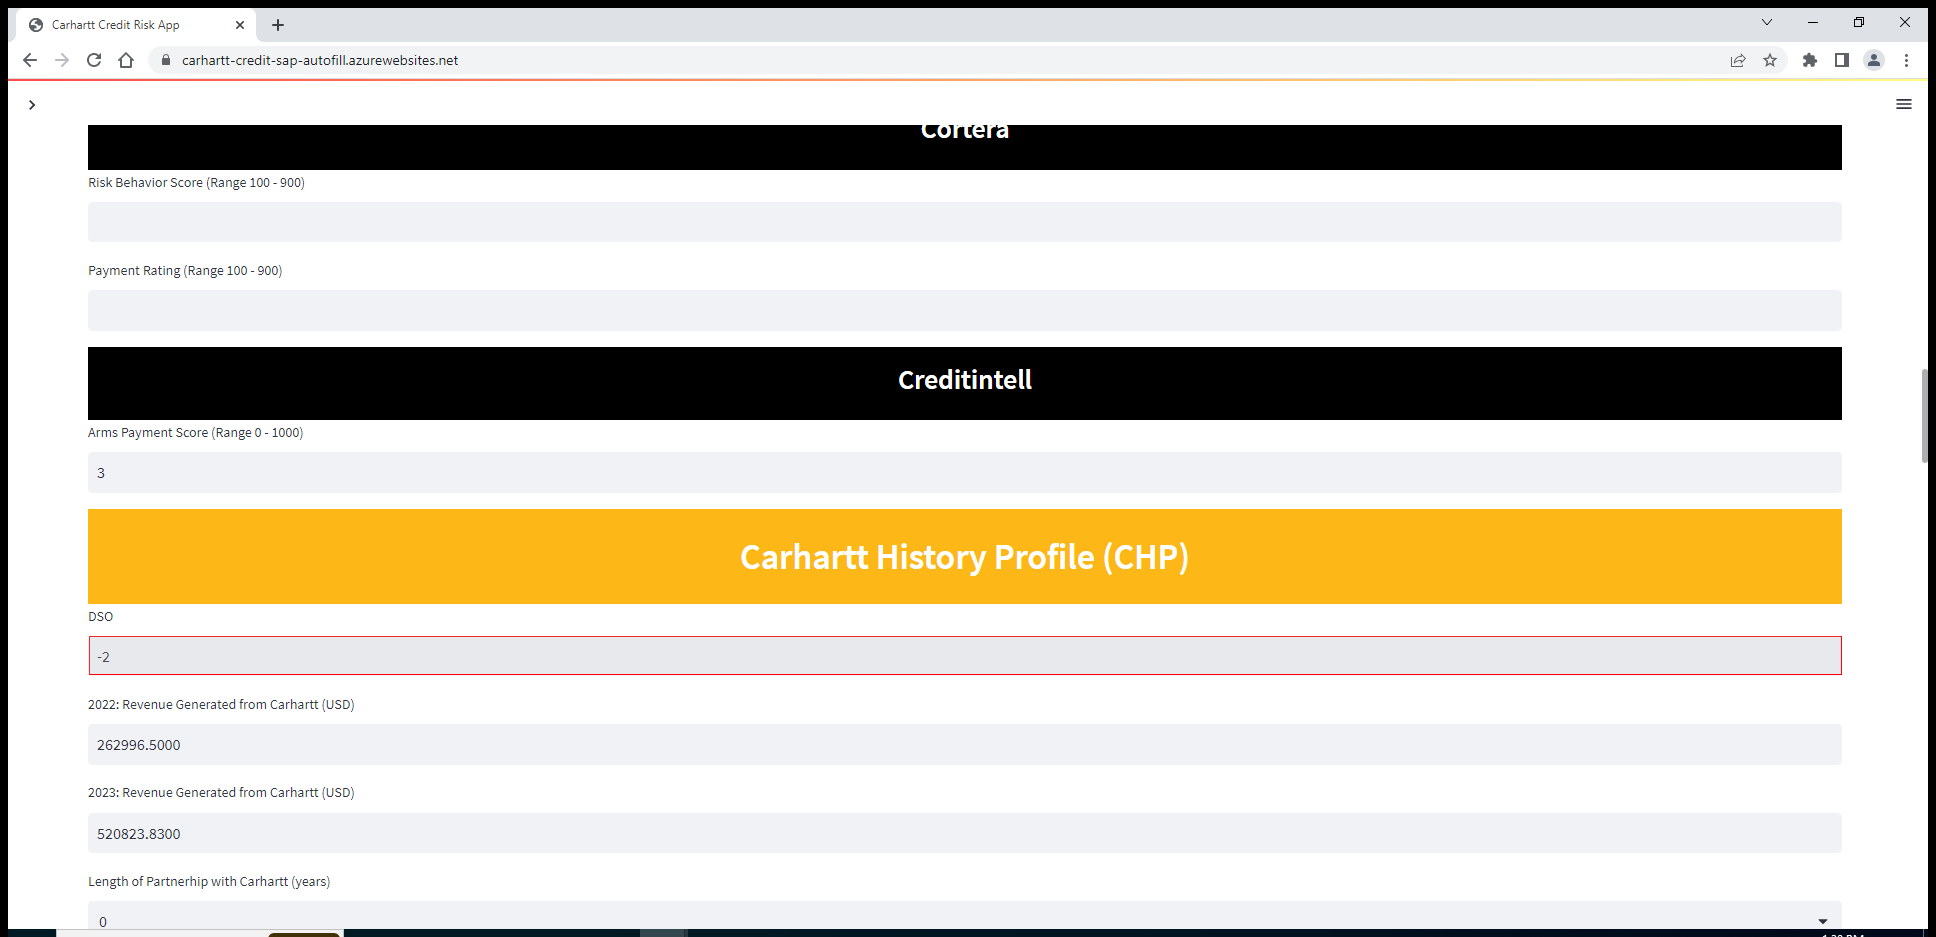 Carhartt Credit Risk App
carhartt-credit-sap-autofill.azurewebsites.net
Cortera
Risk Behavior Score (Range 100 - 900)
Payment Rating (Range 100 - 900)
Creditintell
Arms Payment Score (Range 0 - 1000)
3
Carhartt History Profile (CHP)
DSO
-2
2022: Revenue Generated from Carhartt (USD)
262996.5000
2023: Revenue Generated from Carhartt (USD)
520823.8300
Length of Partnerhip with Carhartt (years)
0